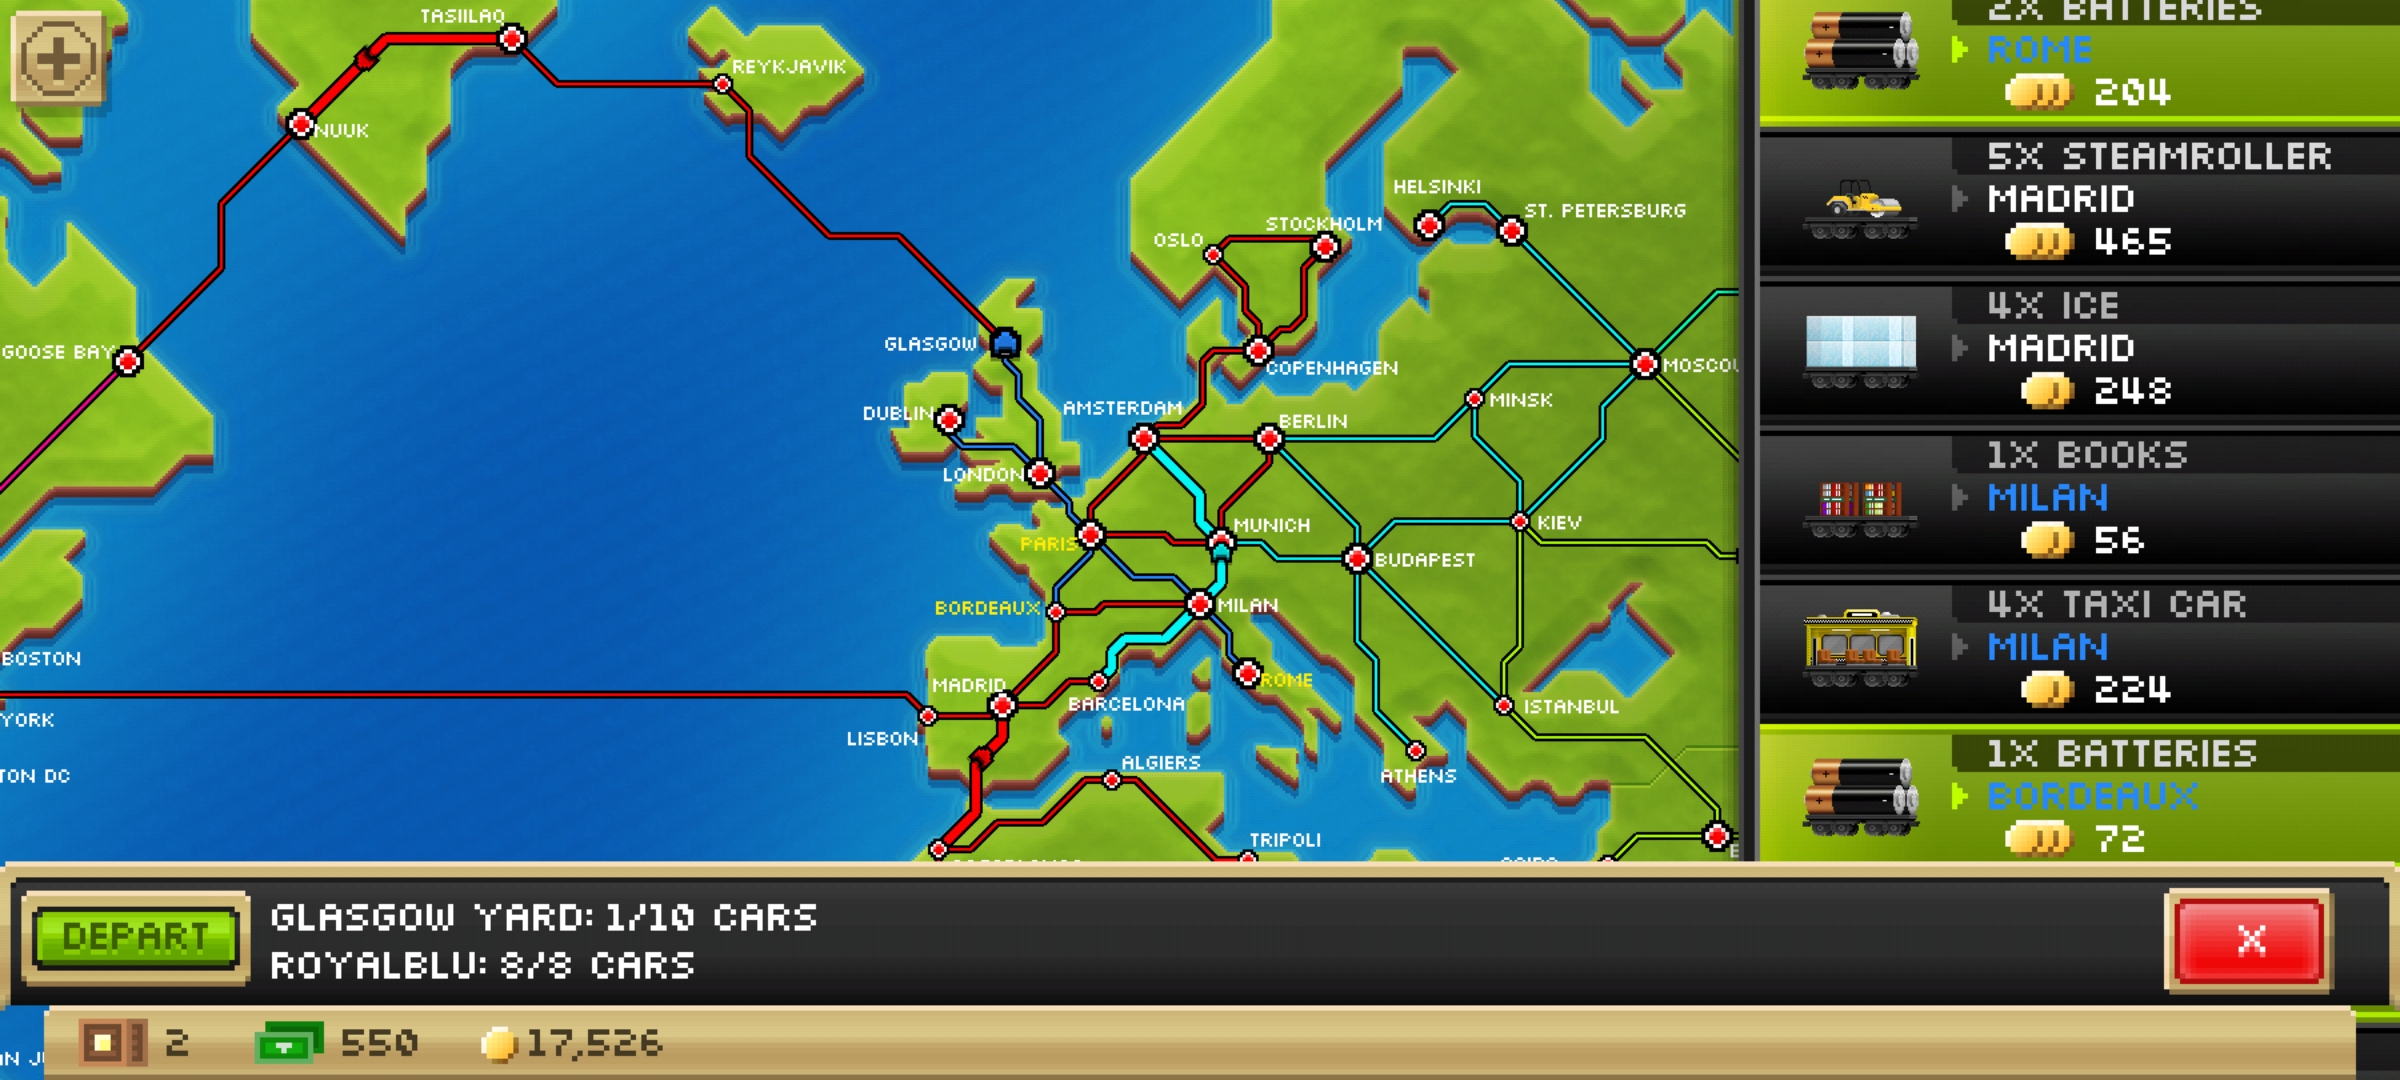 TASIILAQ
REYKJAVIK
NUUK
GOOSE BAY
GLASGOW
DUBLIN
LONDON
AMSTERDAM
BERLIN
HELSINKI
ST. PETERSBURG
STOCKHOLM
OSLO
COPENHAGEN
MINSK
MUNICH
KIEV
PARIS
BUDAPEST
BORDEAUX
MILAN
BOSTON
MADRID
BARCELONA
ROME
ISTANBUL
YORK
LISBON
ALGIERS
ATHENS
TON DC
TRIPOLI
2X BATTERIES
ROME
204
5X STEAMROLLER
MADRID
465
4X ICE
MADRID
248
1X BOOKS
MILAN
56
4X TAXI CAR
MILAN
224
1X BATTERIES
BORDEAUX
72
DEPART
GLASGOW YARD: 1/10 CARS
ROYALBLU: 8/8 CARS
X
2
550
17,526